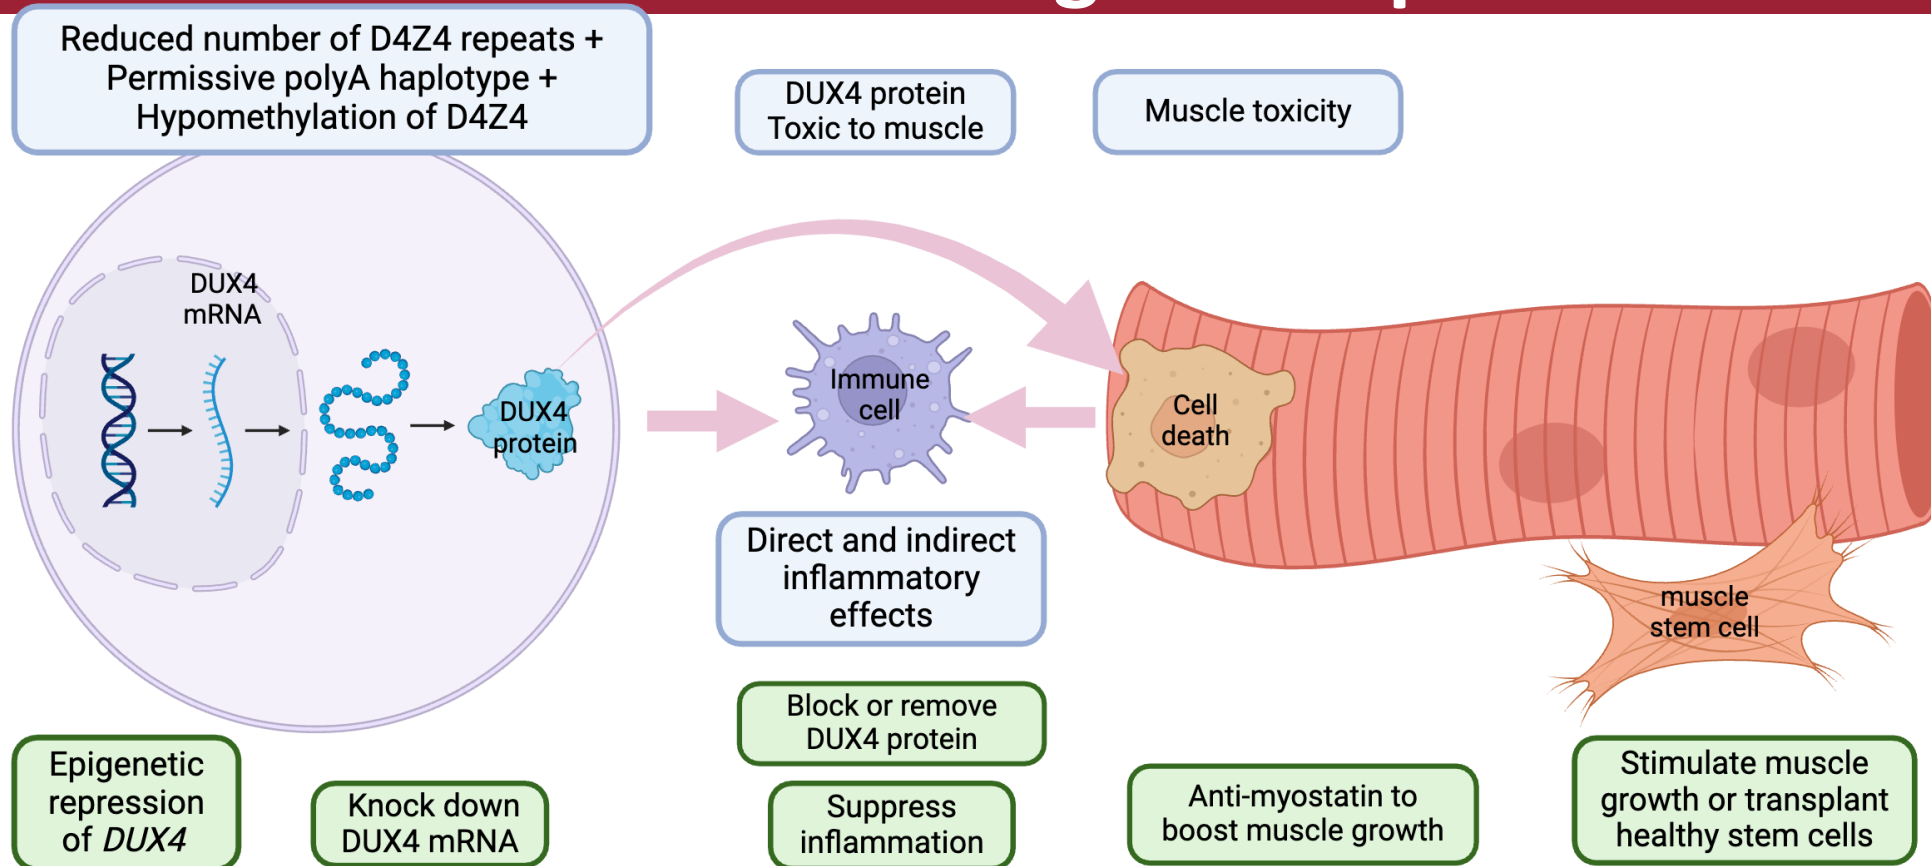 Reduced number of D4Z4 repeats +
Permissive polyA haplotype +
Hypomethylation of D4Z4
DUX4 protein
Toxic to muscle
Muscle toxicity
DUX4
mRNA
DUX4
protein
Immune
cell
Cell
death
Direct and indirect
inflammatory
effects
muscle
stem cell
Block or remove
DUX4 protein
Epigenetic
repression
of DUX4
Knock down
DUX4 mRNA
Suppress
inflammation
Anti-myostatin to
boost muscle growth
Stimulate muscle
growth or transplant
healthy stem cells